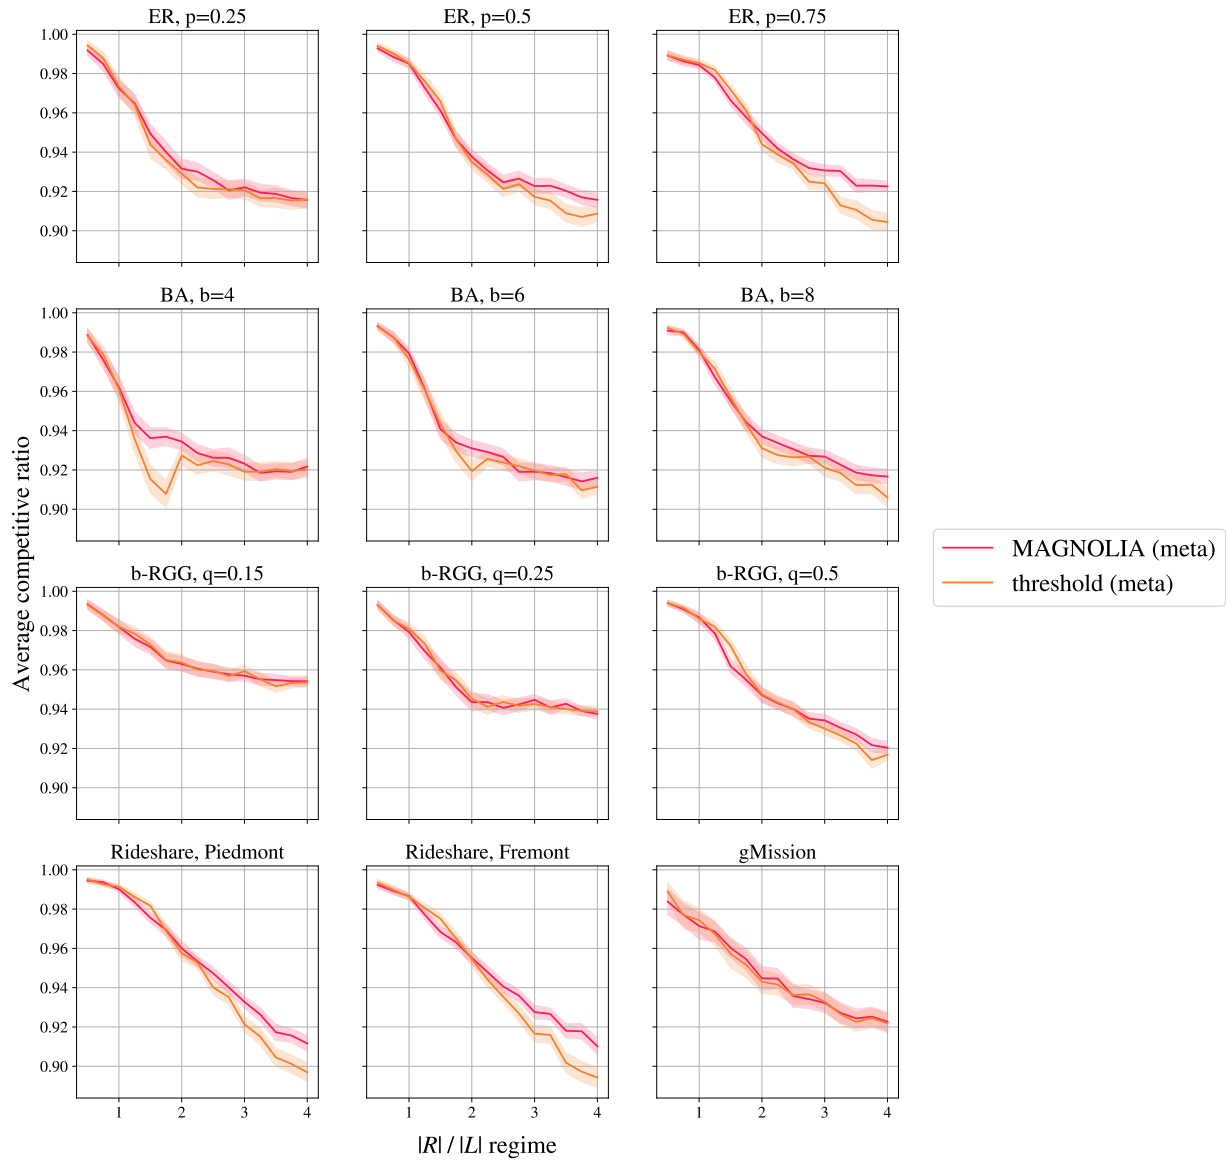 ER, p=0.25
ER, p=0.5
ER, p=0.75
1.00
0.98
0.96
0.94
0.92
0.90
BA, b=4
BA, b=6
BA, b=8
1.00
0.98
0.96
0.94
0.92
0.90
Average competitive ratio
MAGNOLIA (meta)
threshold (meta)
b-RGG, q=0.15
b-RGG, q=0.25
b-RGG, q=0.5
1.00
0.98
0.96
0.94
0.92
0.90
Rideshare, Piedmont
Rideshare, Fremont
gMission
1.00
0.98
0.96
0.94
0.92
0.90
1 2 3 4
1 2 3 4
1 2 3 4
|R| / |L| regime